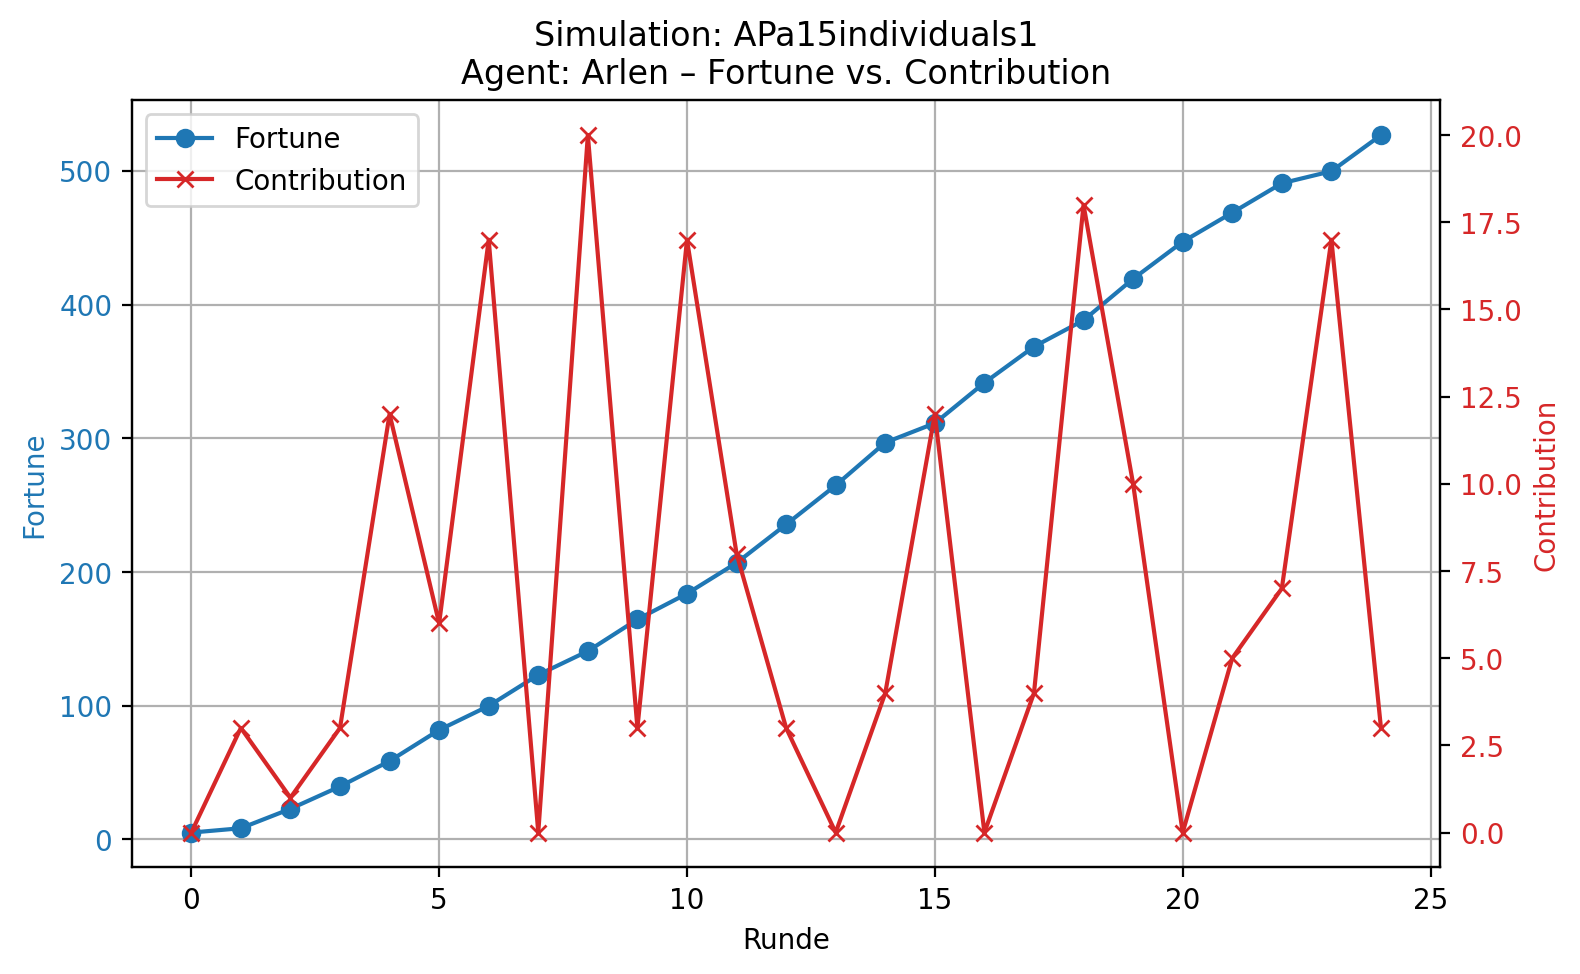 Simulation: APa15individuals1
Agent: Arlen – Fortune vs. Contribution
Fortune
Contribution
500
400
300
200
100
0
Fortune
20.0
17.5
15.0
12.5
10.0
7.5
5.0
2.5
0.0
Contribution
0 5 10 15 20 25
Runde